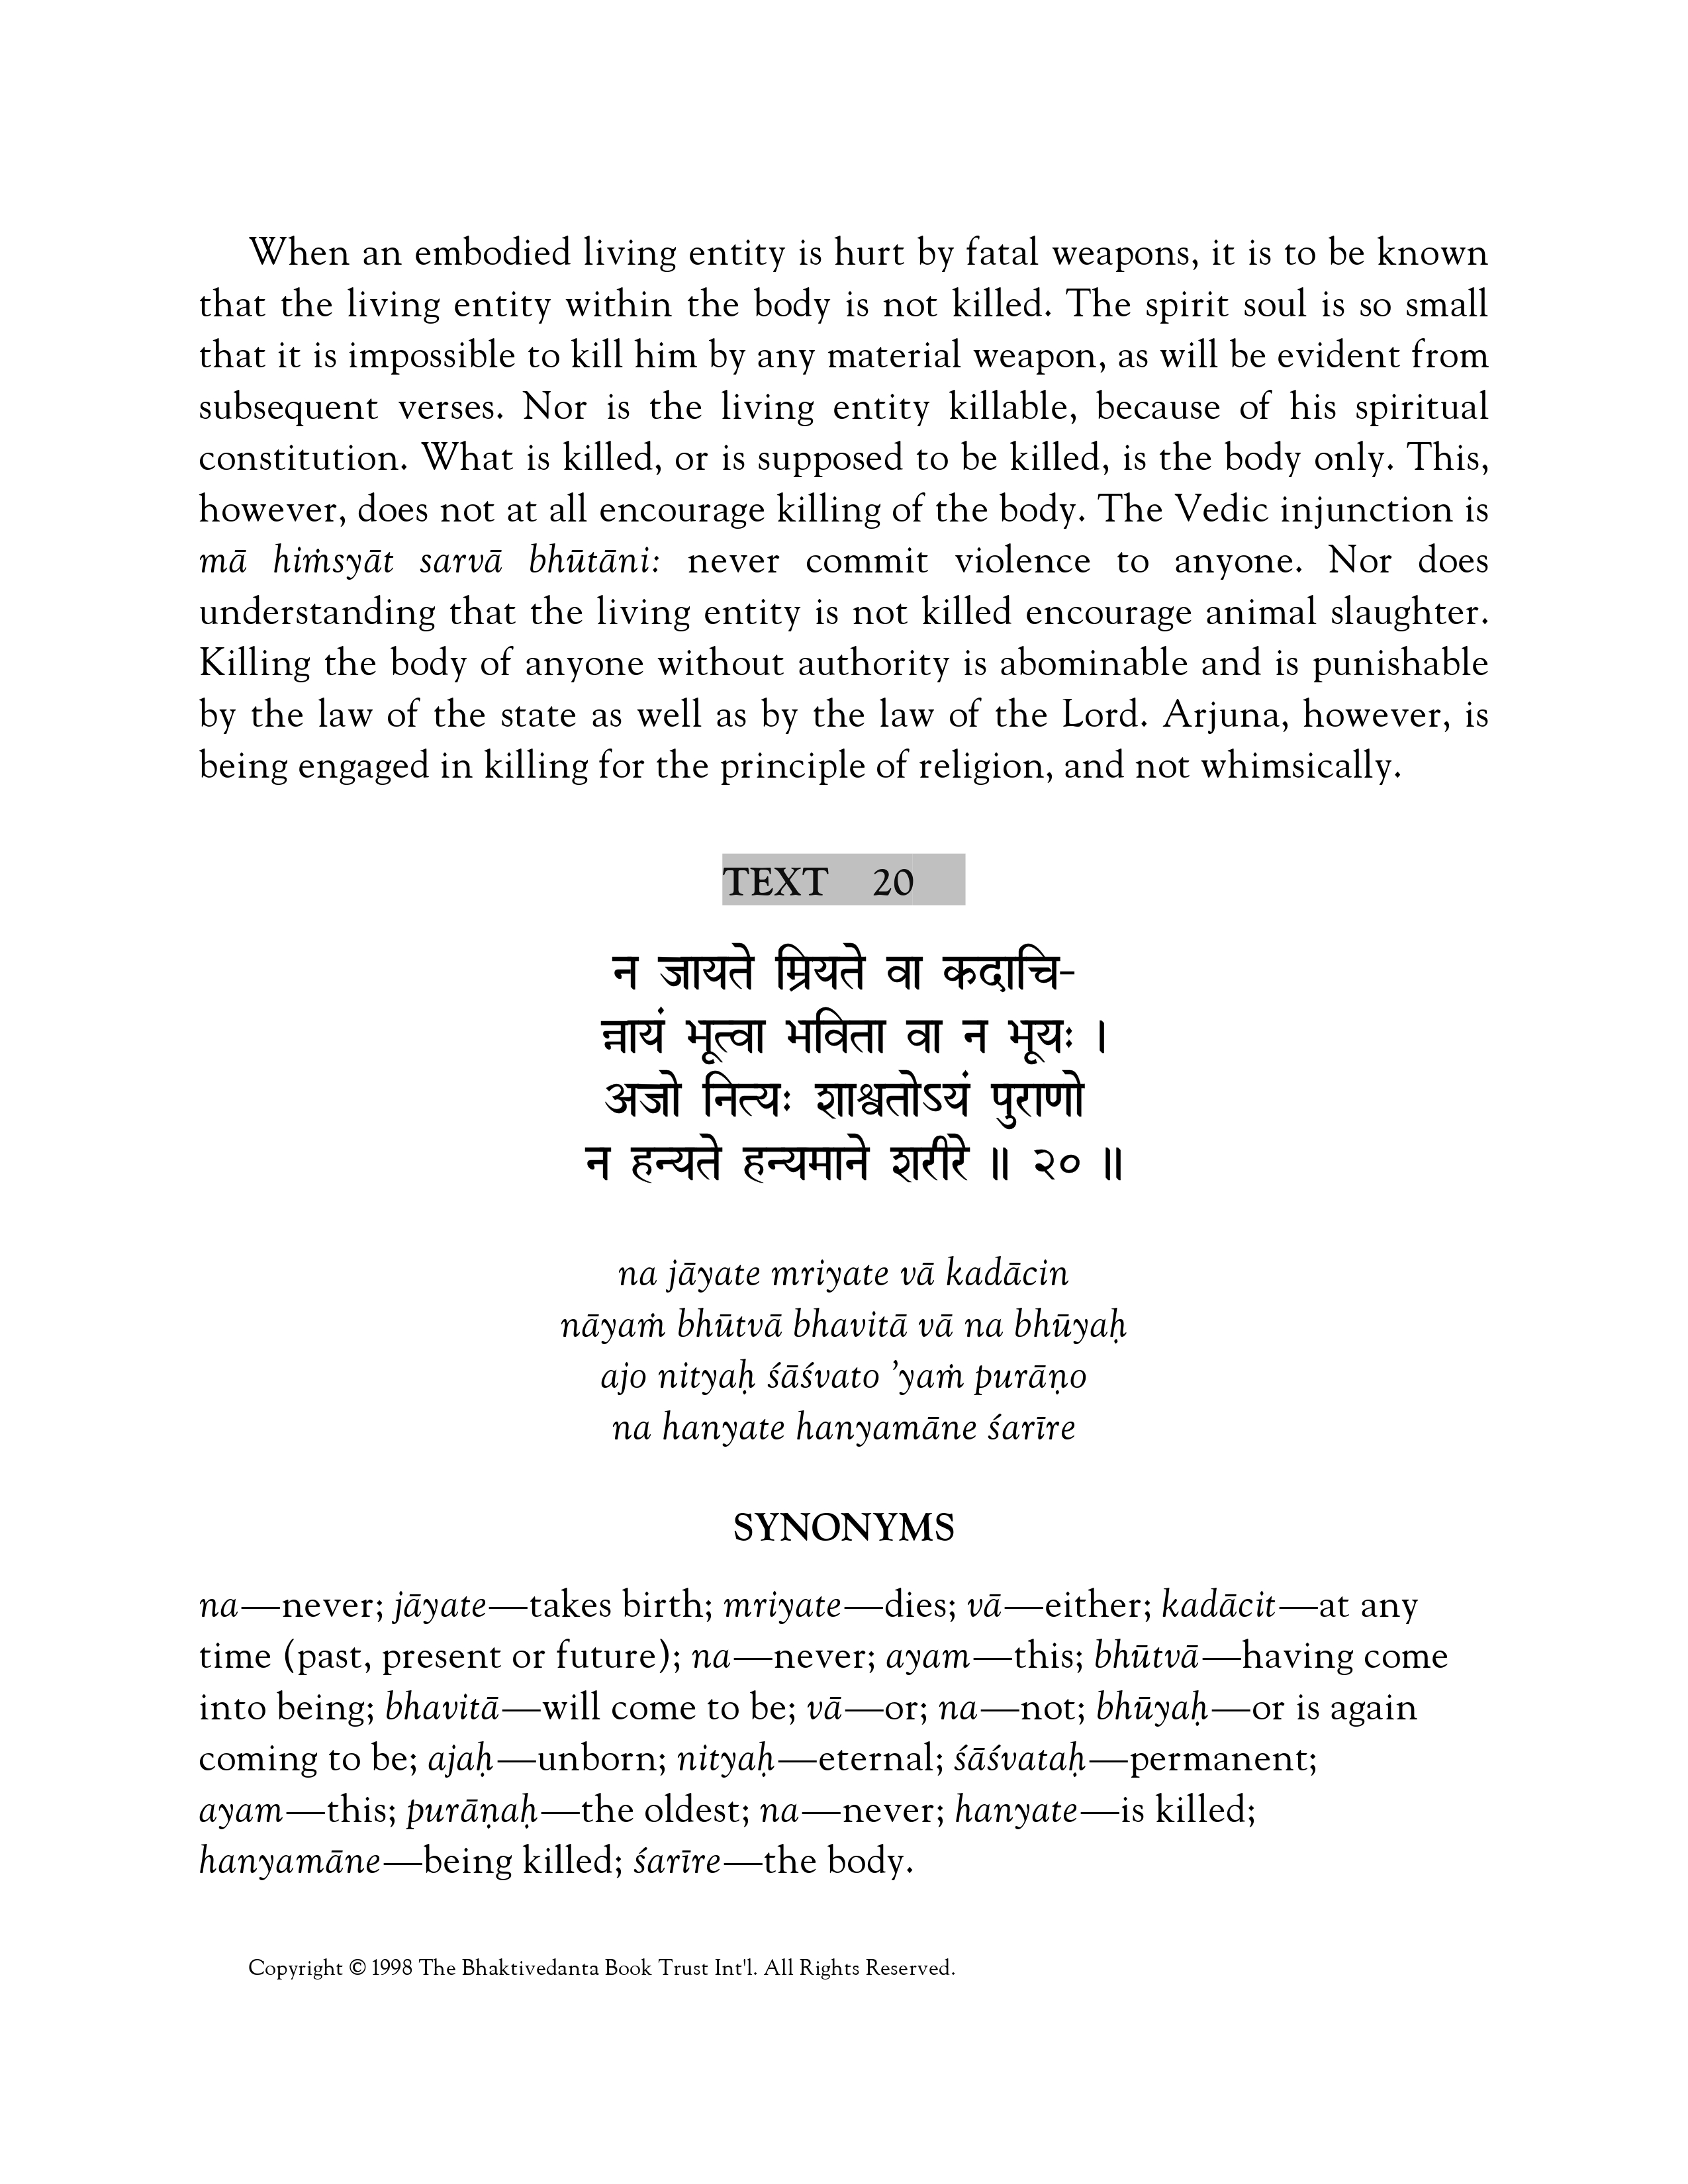 When an embodied living entity is hurt by fatal weapons, it is to be known
that the living entity within the body is not killed. The spirit soul is so small
that it is impossible to kill him by any material weapon, as will be evident from
subsequent verses. Nor is the living entity killable, because of his spiritual
constitution. What is killed, or is supposed to be killed, is the body only. This,
however, does not at all encourage killing of the body. The Vedic injunction is
mā hiṁsyāt sarvā bhūtāni: never commit violence to anyone. Nor does
understanding that the living entity is not killed encourage animal slaughter.
Killing the body of anyone without authority is abominable and is punishable
by the law of the state as well as by the law of the Lord. Arjuna, however, is
being engaged in killing for the principle of religion, and not whimsically.
TEXT 20
न जायते म्रियते वा कदाचि-
न्नायं भूत्वा भविता वा न भूयः ।
अजो नित्यः शाश्वतोऽयं पुराणो
न हन्यते हन्यमाने शरीरे ॥ २० ॥
na jāyate mriyate vā kadācin
nāyaṁ bhūtvā bhavitā vā na bhūyaḥ
ajo nityaḥ śāśvato ’yaṁ purāṇo
na hanyate hanyamāne śarīre
SYNONYMS
na—never; jāyate—takes birth; mriyate—dies; vā—either; kadācit—at any
time (past, present or future); na—never; ayam—this; bhūtvā—having come
into being; bhavitā—will come to be; vā—or; na—not; bhūyaḥ—or is again
coming to be; ajaḥ—unborn; nityaḥ—eternal; śāśvataḥ—permanent;
ayam—this; purāṇaḥ—the oldest; na—never; hanyate—is killed;
hanyamāne—being killed; śarīre—the body.
Copyright © 1998 The Bhaktivedanta Book Trust Int'l. All Rights Reserved.